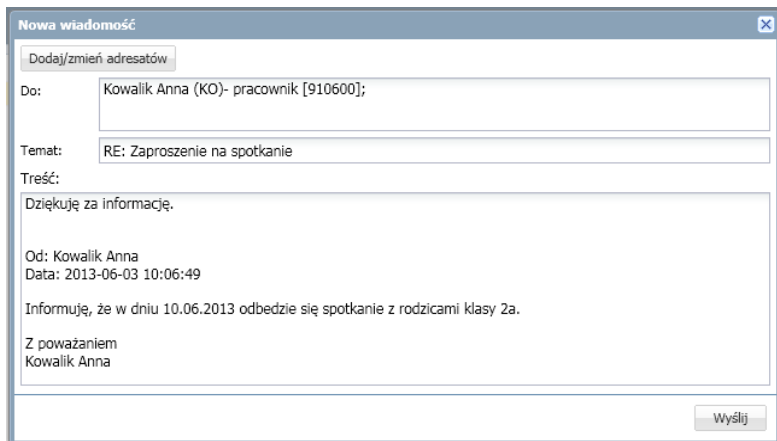 Nowa wiadomość
Dodaj/zmień adresatów
Do: Kowalik Anna (KO)- pracownik [910600];
Temat: RE: Zaproszenie na spotkanie
Treść:
Dziękuję za informację.
Od: Kowalik Anna
Data: 2013-06-03 10:06:49
Informuję, że w dniu 10.06.2013 odbedzie się spotkanie z rodzicami klasy 2a.
Z poważaniem
Kowalik Anna
Wyślij